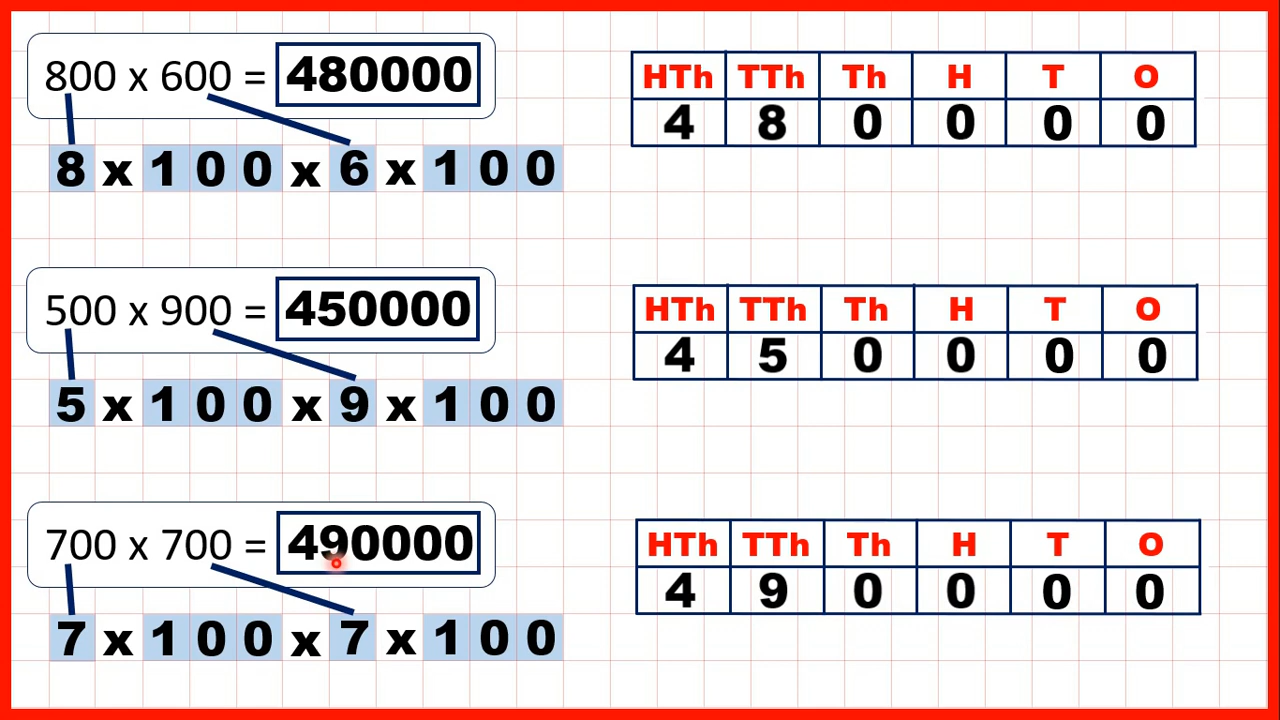 800 x 600 = 480000
HTh TTh Th H T O
4 8 0 0 0 0
8 x 1 0 0 x 6 x 1 0 0
500 x 900 = 450000
HTh TTh Th H T O
4 5 0 0 0 0
5 x 1 0 0 x 9 x 1 0 0
700 x 700 = 490000
HTh TTh Th H T O
4 9 0 0 0 0
7 x 1 0 0 x 7 x 1 0 0